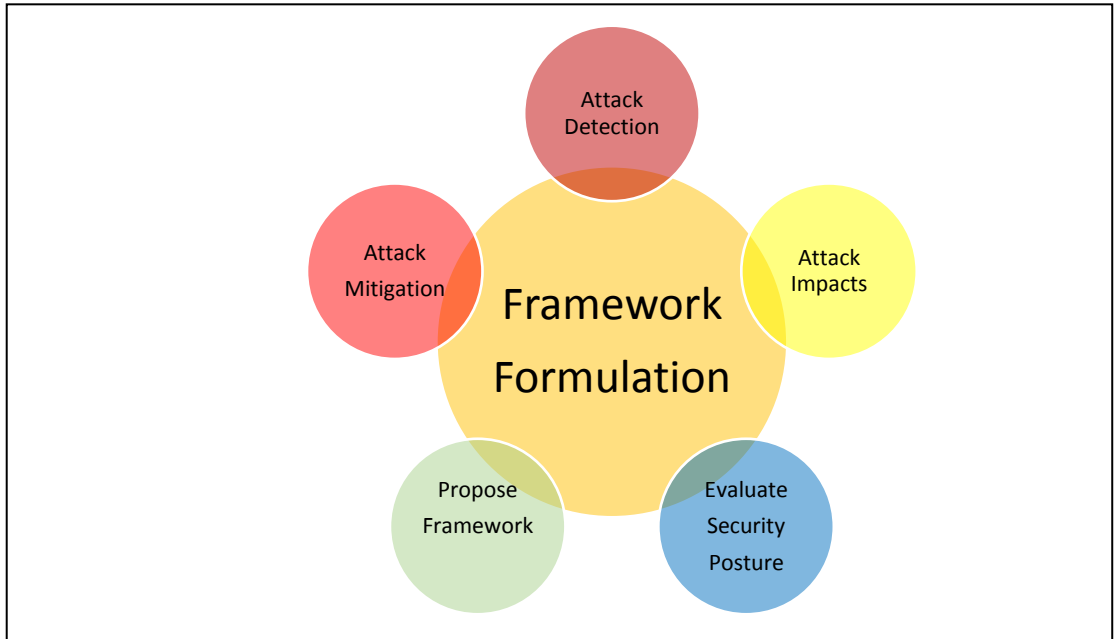 Attack
Detection
Attack
Mitigation
Attack
Impacts
Framework
Formulation
Propose
Framework
Evaluate
Security
Posture